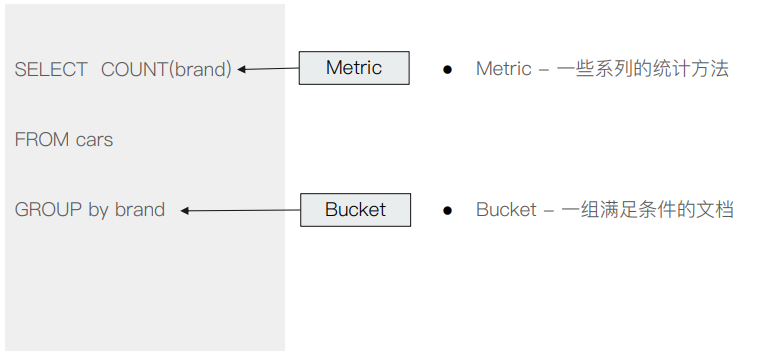 SELECT COUNT(brand)
Metric
● Metric – 一些系列的统计方法
FROM cars
GROUP by brand
Bucket
● Bucket – 一组满足条件的文档